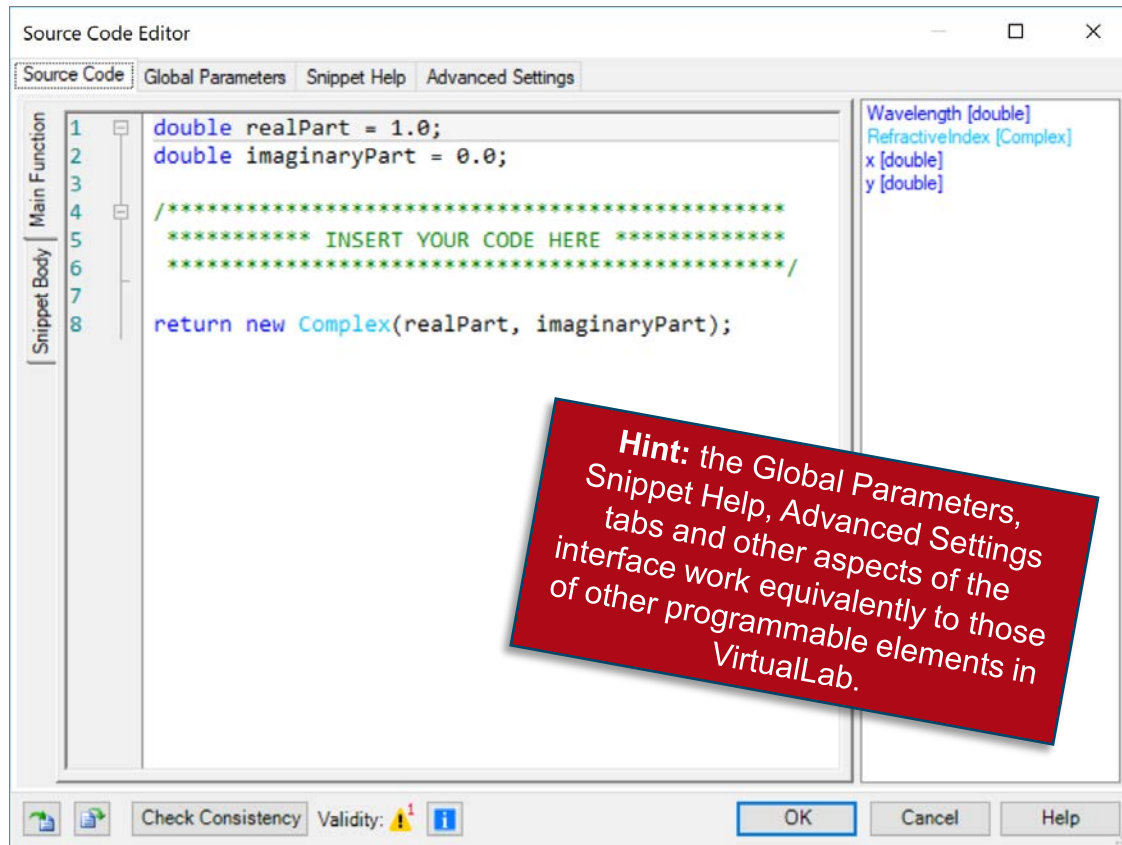 Source Code Editor
Source Code Global Parameters Snippet Help Advanced Settings
Main Function
Snippet Body
1 double realPart = 1.0;
2 double imaginaryPart = 0.0;
3
4 /***********************************************
5 *********** INSERT YOUR CODE HERE *************
6 ***********************************************/
7
8 return new Complex(realPart, imaginaryPart);
Wavelength [double]
RefractiveIndex [Complex]
x [double]
y [double]
Hint: the Global Parameters,
Snippet Help, Advanced Settings
tabs and other aspects of the
interface work equivalently to those
of other programmable elements in
VirtualLab.
Check Consistency Validity: 1 OK Cancel Help